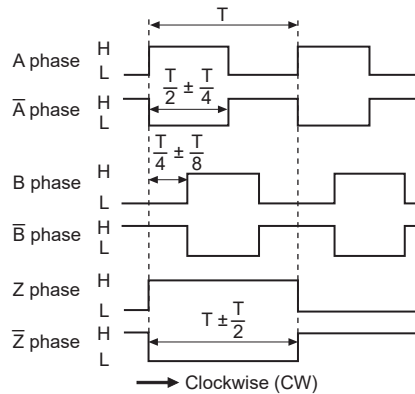 T
H
A phase
L
H
A̅ phase
L
T/2 ± T/4
T/4 ± T/8
H
B phase
L
H
B̅ phase
L
H
Z phase
L
H
Z̅ phase
L
T ± T/2
Clockwise (CW)